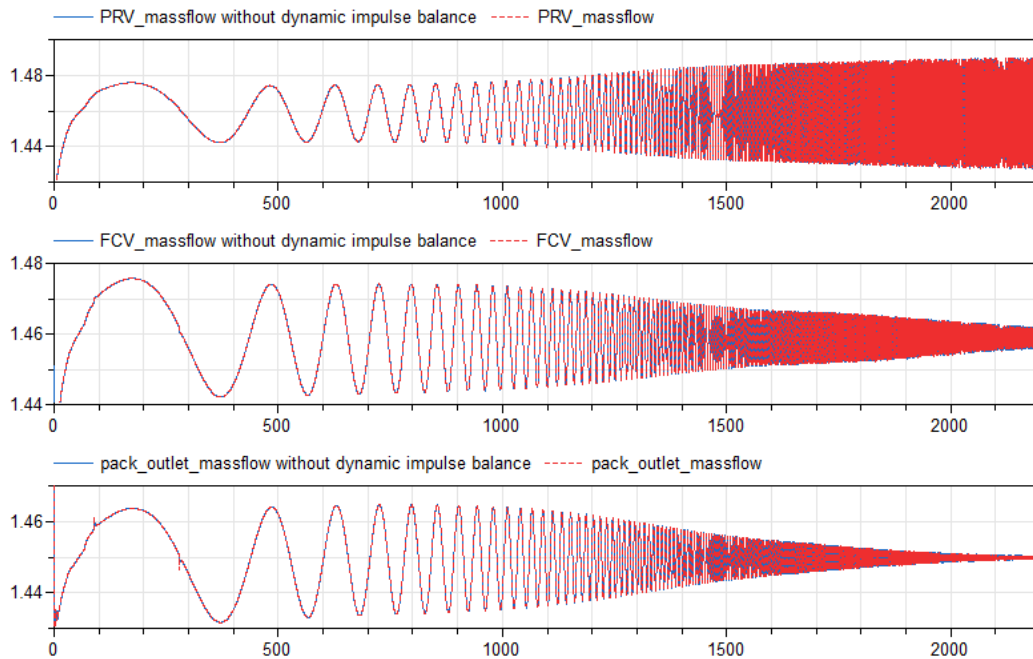 PRV_massflow without dynamic impulse balance PRV_massflow
1.48
1.44
0 500 1000 1500 2000
FCV_massflow without dynamic impulse balance FCV_massflow
1.48
1.46
1.44
0 500 1000 1500 2000
pack_outlet_massflow without dynamic impulse balance pack_outlet_massflow
1.46
1.44
0 500 1000 1500 2000